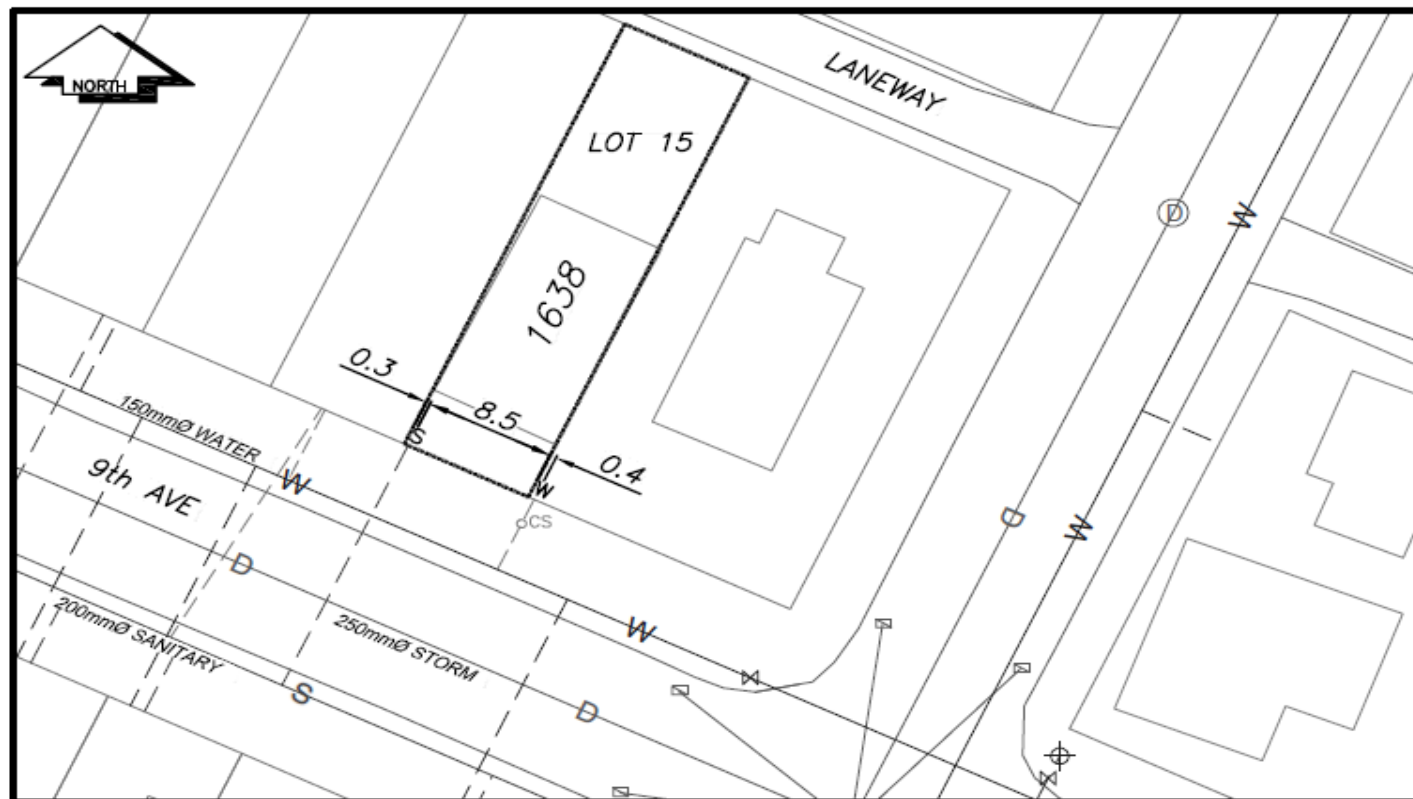 NORTH
LANEWAY
LOT 15
D
W
1638
0.3
8.5
S
0.4
W
150mmØ WATER
W
9th AVE
CS
D
W
D
200mmØ SANITARY
250mmØ STORM
W
S
D